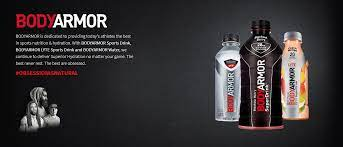 BODYARMOR
BODYARMOR is dedicated to providing today's athletes the best
in sports nutrition & hydration. With BODYARMOR Sports Drink,
BODYARMOR LYTE Sports Drink and BODYARMOR Water, we
continue to deliver Superior Hydration no matter your game. The
best never rest. The best are obsessed.
#OBSESSIONISNATURAL
BODYARMOR
BODYARMOR
SuperDrink
BODYARMOR
LYTE